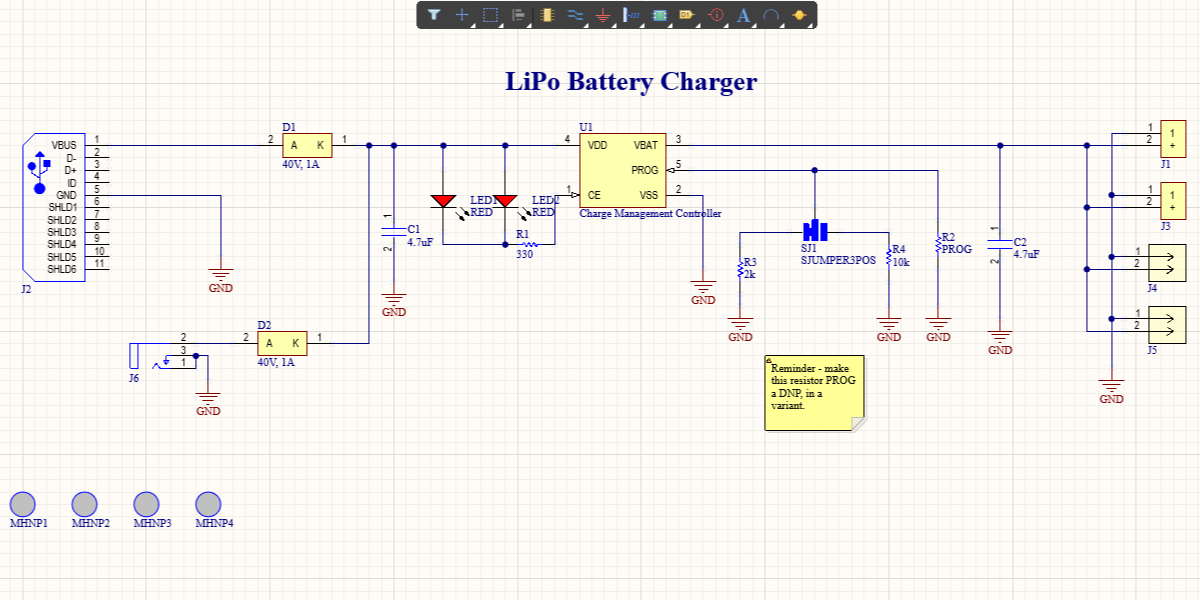 LiPo Battery Charger
D1
2 A K 1
40V, 1A
U1
4 VDD VBAT 3
PROG 5
1 CE VSS 2
Charge Management Controller
VBUS 1
D- 2
D+ 3
ID 4
GND 5
SHLD1 6
SHLD2 7
SHLD3 8
SHLD4 9
SHLD5 10
SHLD6 11
J2
GND
1
C1
4.7uF
2
GND
LED1
RED
LED2
RED
R1
330
GND
SJ1
SJUMPER3POS
R3
2k
GND
R4
10k
GND
R2
PROG
GND
1
C2
4.7uF
2
GND
1 1
2 +
J1
1 1
2 +
J3
1
2
J4
1
2
J5
GND
D2
2 A K 1
40V, 1A
2
3
1
J6
GND
Reminder - make
this resistor PROG
a DNP, in a
variant.
MHNP1 MHNP2 MHNP3 MHNP4